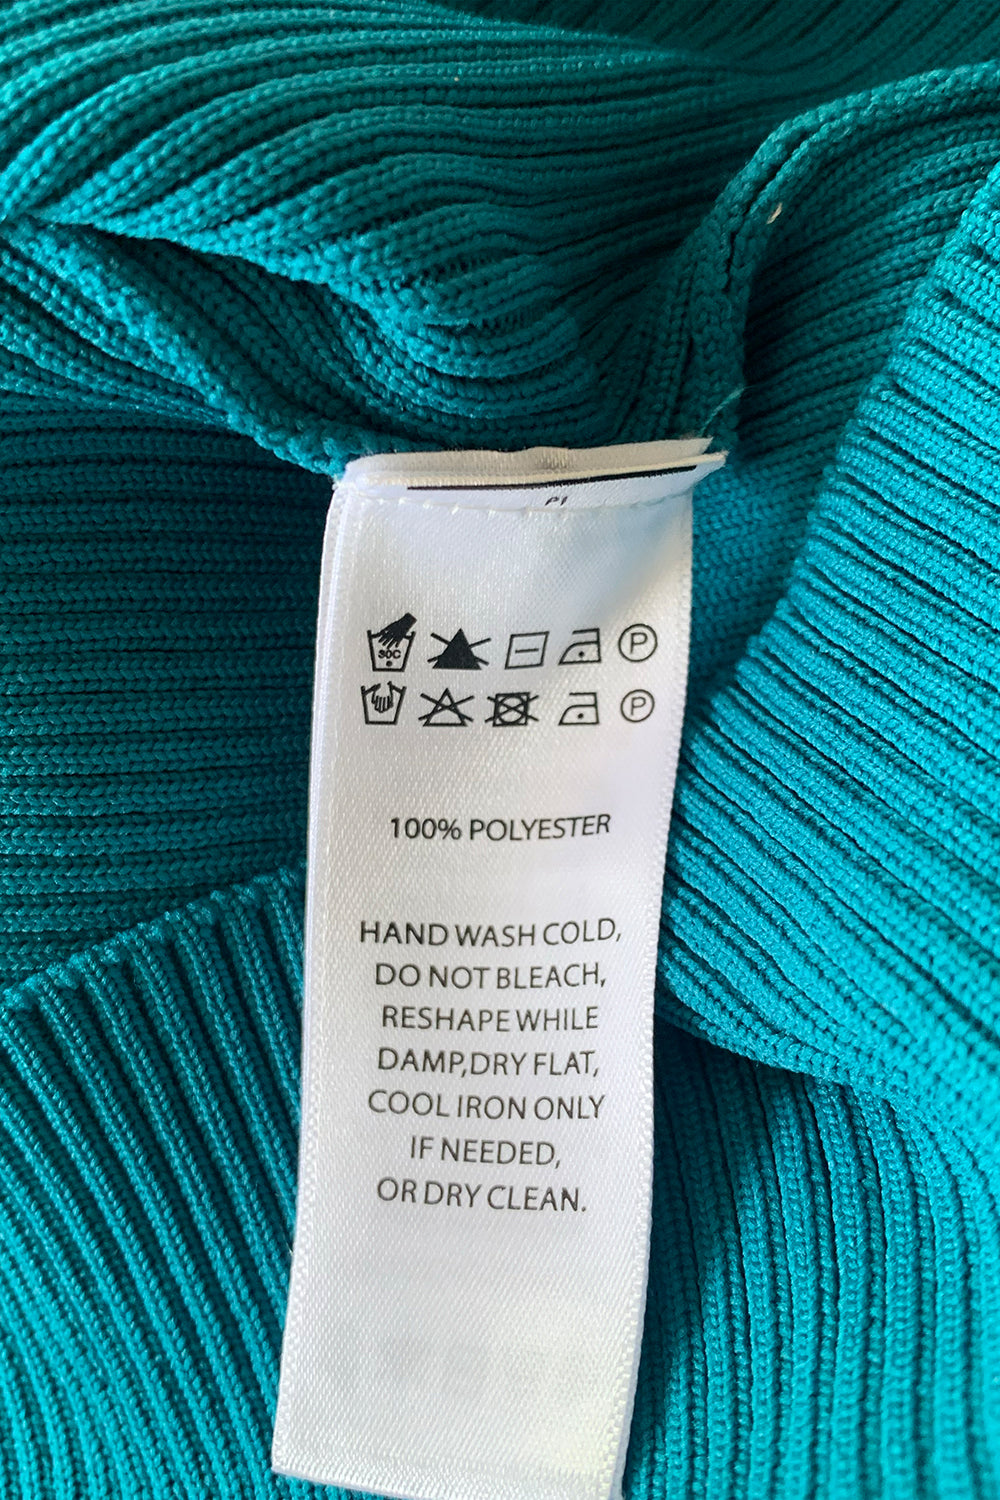 30C P
P
100% POLYESTER
HAND WASH COLD,
DO NOT BLEACH,
RESHAPE WHILE
DAMP,DRY FLAT,
COOL IRON ONLY
IF NEEDED,
OR DRY CLEAN.